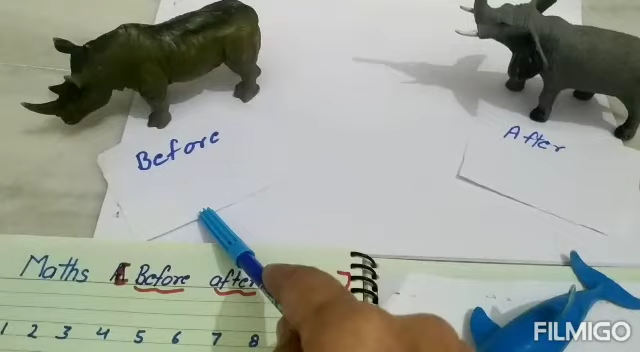 Before
After
Maths [ Before after ]
1 2 3 4 5 6 7 8
FILMIGO